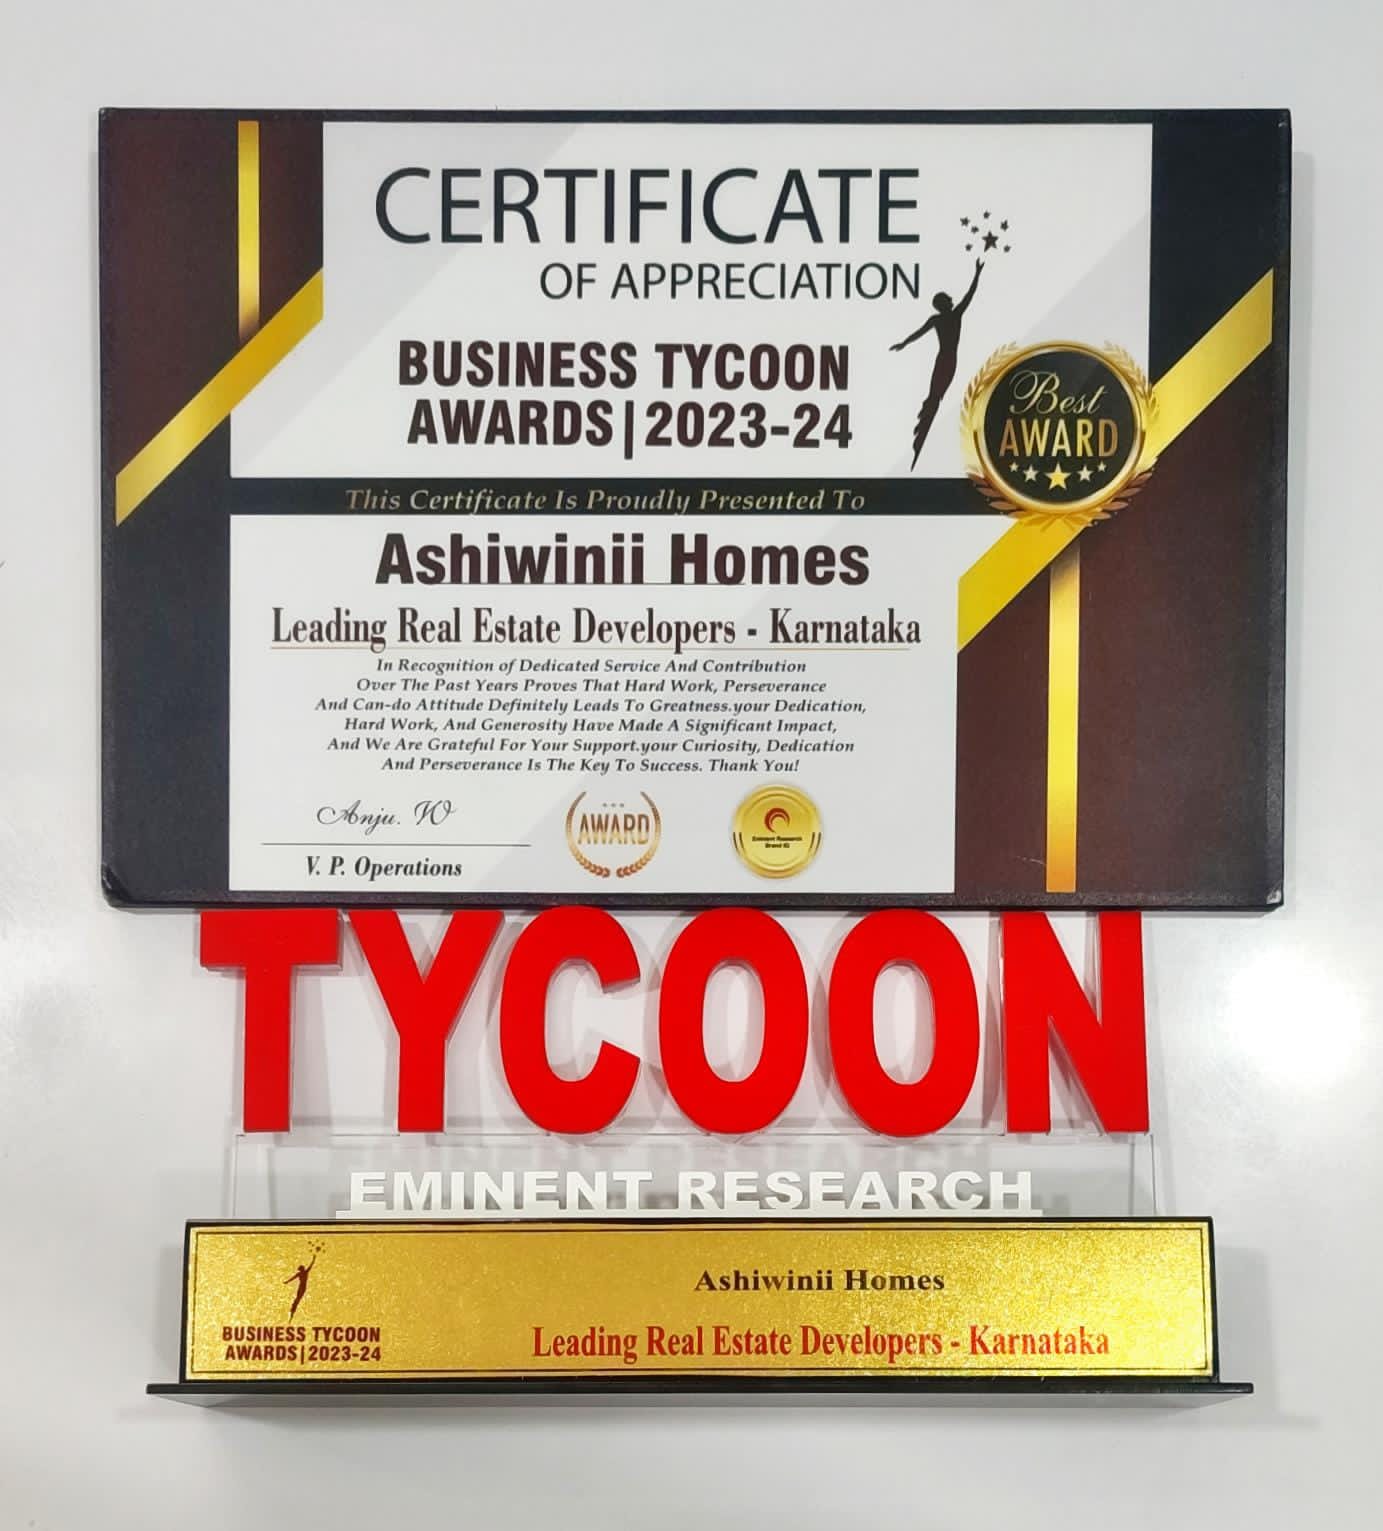 CERTIFICATE
OF APPRECIATION
BUSINESS TYCOON
AWARDS|2023-24
Best
AWARD
This Certificate Is Proudly Presented To
Ashiwinii Homes
Leading Real Estate Developers - Karnataka
In Recognition of Dedicated Service And Contribution
Over The Past Years Proves That Hard Work, Perseverance
And Can-do Attitude Definitely Leads To Greatness.your Dedication,
Hard Work, And Generosity Have Made A Significant Impact,
And We Are Grateful For Your Support.your Curiosity, Dedication
And Perseverance Is The Key To Success. Thank You!
Anju. W
V. P. Operations
AWARD
Eminent Research
Brand IQ
TYCOON
EMINENT RESEARCH
BUSINESS TYCOON
AWARDS|2023-24
Ashiwinii Homes
Leading Real Estate Developers - Karnataka